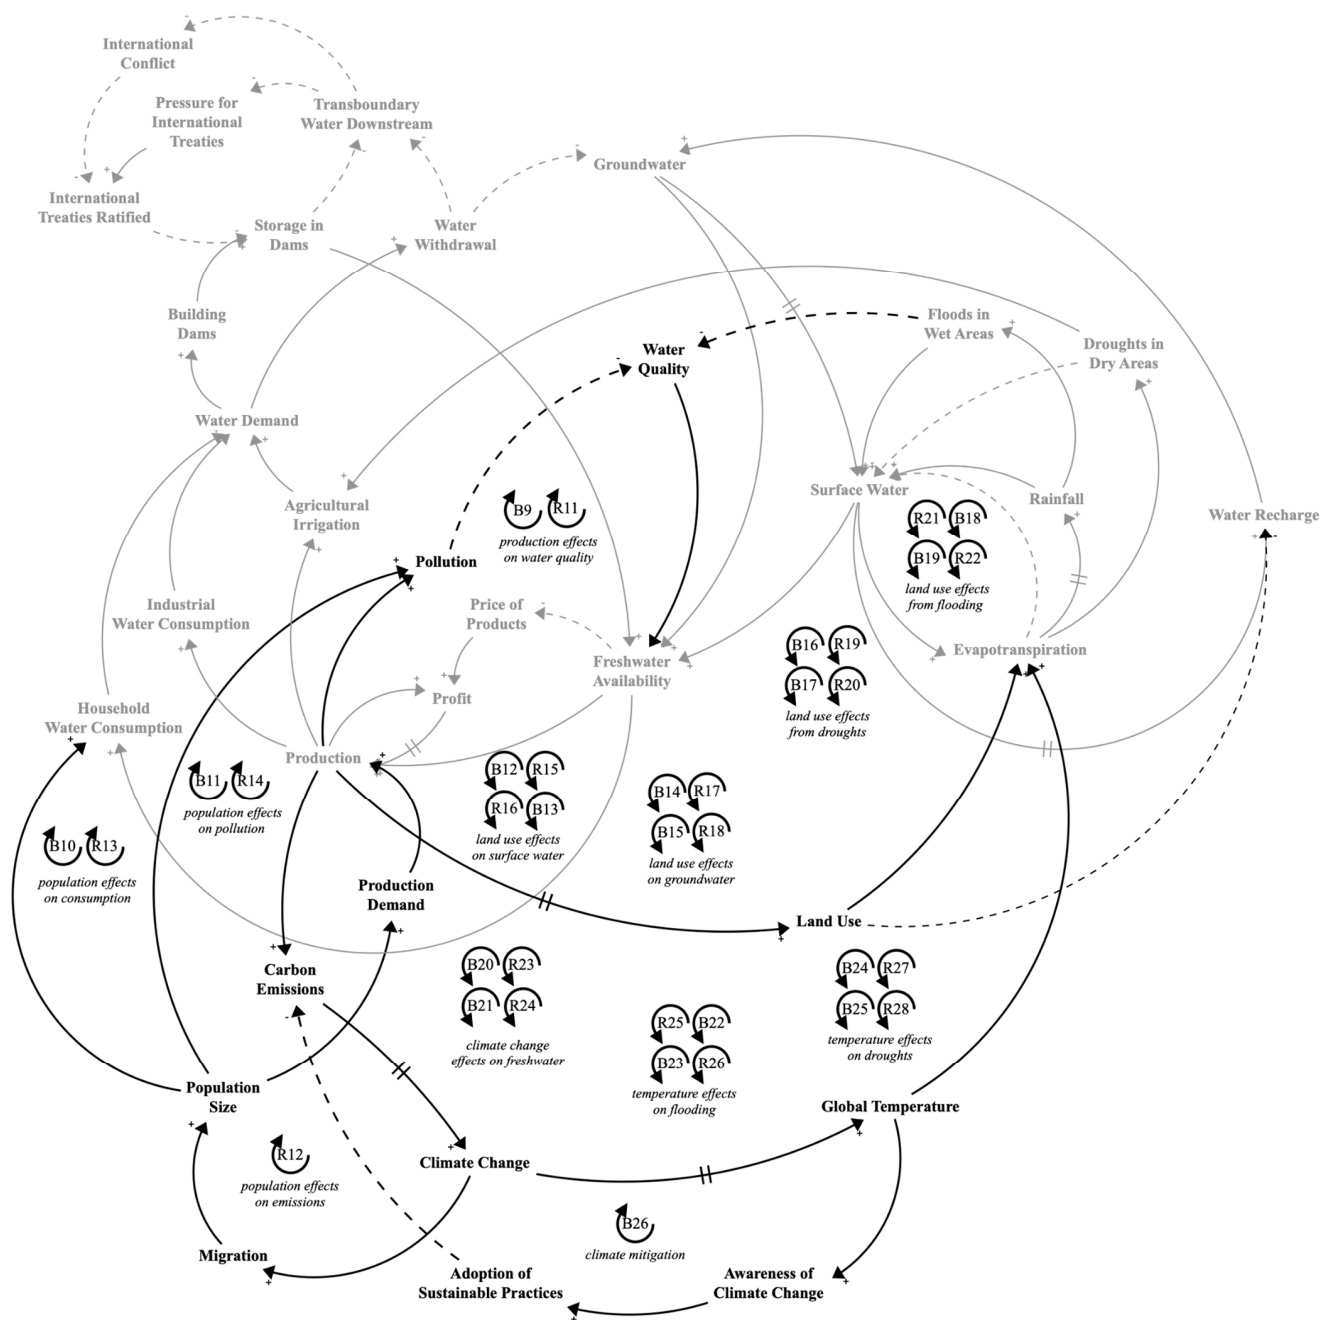 International
Conflict
Pressure for
International
Treaties
Transboundary
Water Downstream
Groundwater
International
Treaties Ratified
Storage in
Dams
Water
Withdrawal
Building
Dams
Water
Quality
Floods in
Wet Areas
Droughts in
Dry Areas
Water Demand
Agricultural
Irrigation
Surface Water
Rainfall
Water Recharge
B9 R11
production effects
on water quality
R21 B18
B19 R22
land use effects
from flooding
Pollution
Industrial
Water Consumption
Price of
Products
Freshwater
Availability
Evapotranspiration
B16 R19
B17 R20
land use effects
from droughts
Household
Water Consumption
Profit
Production
B11 R14
population effects
on pollution
B12 R15
R16 B13
land use effects
on surface water
B14 R17
B15 R18
land use effects
on groundwater
B10 R13
population effects
on consumption
Production
Demand
Land Use
Carbon
Emissions
B20 R23
B21 R24
climate change
effects on freshwater
B24 R27
B25 R28
temperature effects
on droughts
R25 B22
B23 R26
temperature effects
on flooding
Population
Size
Global Temperature
R12
population effects
on emissions
Climate Change
B26
climate mitigation
Migration
Adoption of
Sustainable Practices
Awareness of
Climate Change